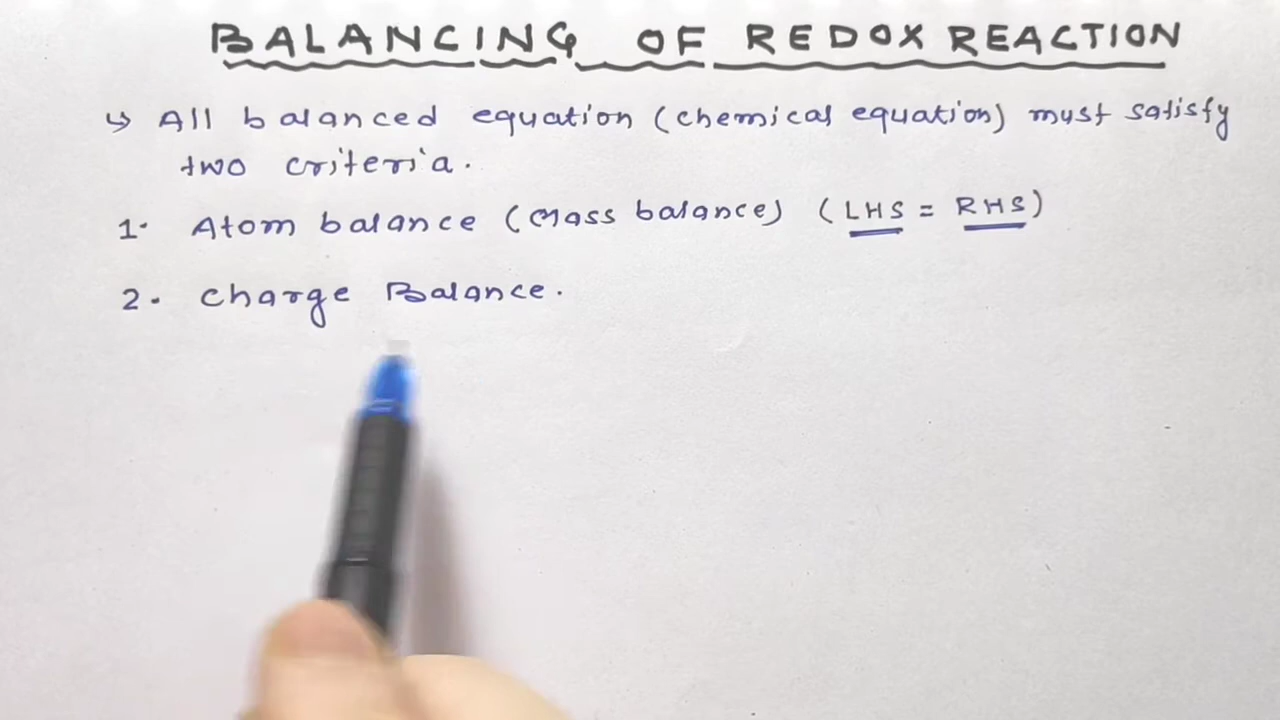 BALANCING OF REDOX REACTION
↳ All balanced equation (chemical equation) must satisfy
two criteria.
1. Atom balance (Mass balance) (LHS = RHS)
2. Charge Balance.